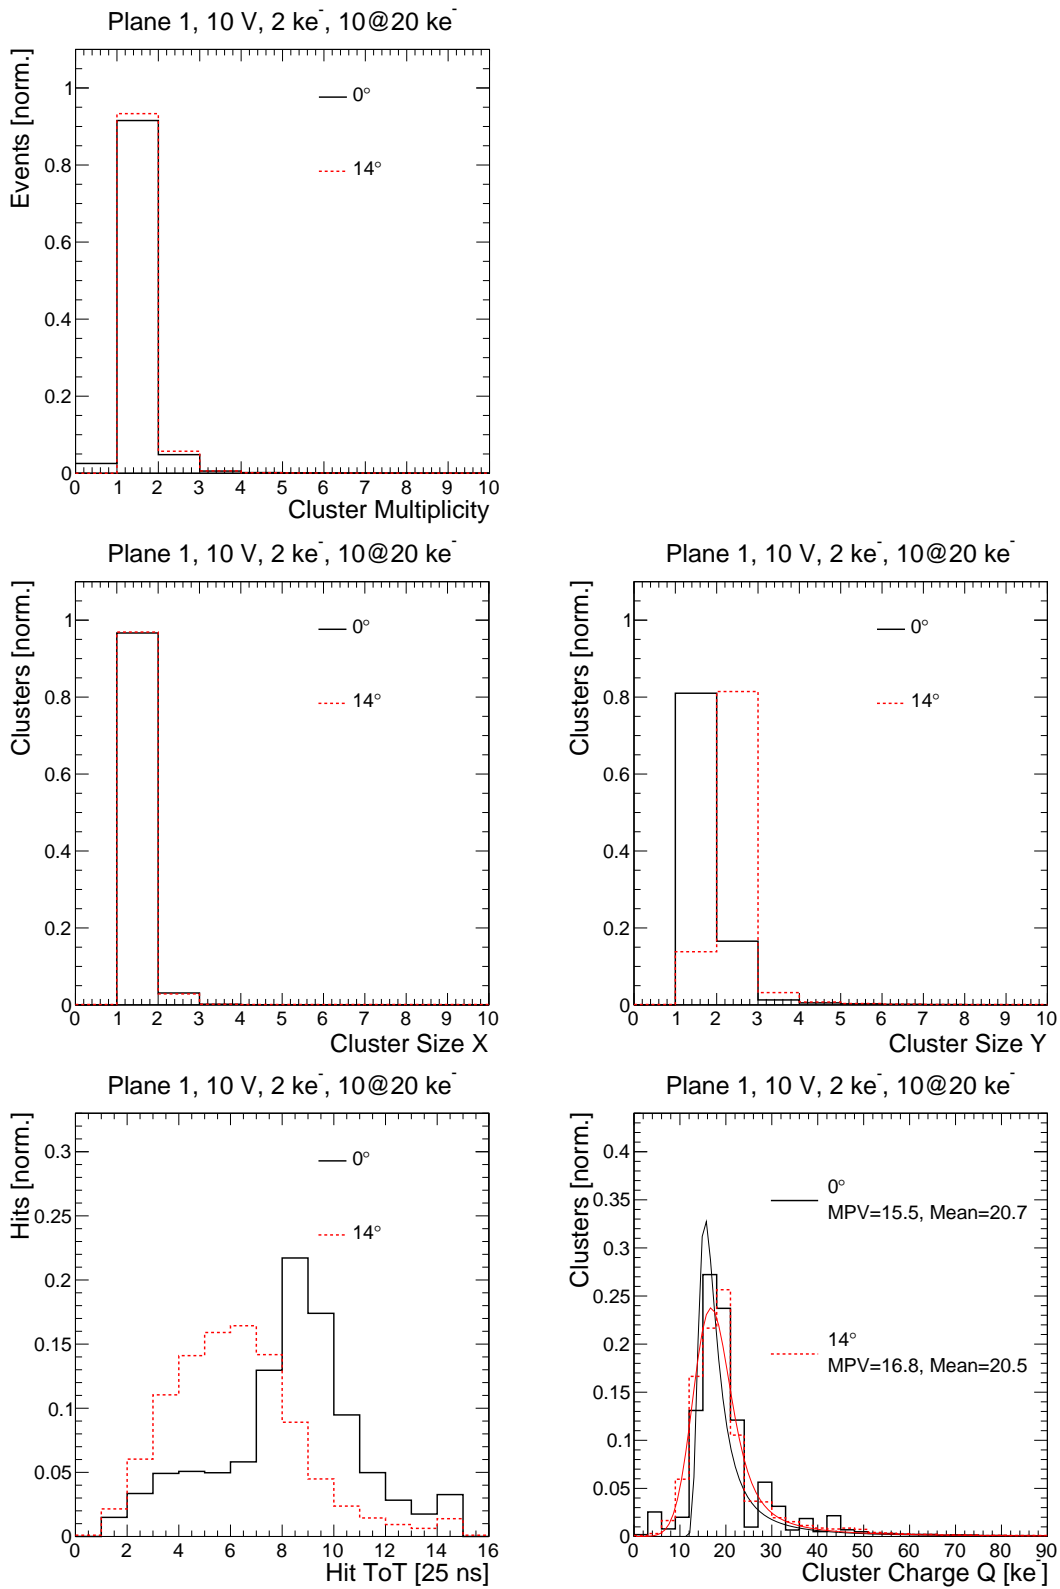 Plane 1, 10 V, 2 ke⁻, 10@20 ke⁻
Events [norm.]
1
0.8
0.6
0.4
0.2
0
0°
14°
0 1 2 3 4 5 6 7 8 9 10
Cluster Multiplicity
Plane 1, 10 V, 2 ke⁻, 10@20 ke⁻
Clusters [norm.]
1
0.8
0.6
0.4
0.2
0
0°
14°
0 1 2 3 4 5 6 7 8 9 10
Cluster Size X
Plane 1, 10 V, 2 ke⁻, 10@20 ke⁻
Clusters [norm.]
1
0.8
0.6
0.4
0.2
0
0°
14°
0 1 2 3 4 5 6 7 8 9 10
Cluster Size Y
Plane 1, 10 V, 2 ke⁻, 10@20 ke⁻
Hits [norm.]
0.3
0.25
0.2
0.15
0.1
0.05
0
0°
14°
0 2 4 6 8 10 12 14 16
Hit ToT [25 ns]
Plane 1, 10 V, 2 ke⁻, 10@20 ke⁻
Clusters [norm.]
0.4
0.35
0.3
0.25
0.2
0.15
0.1
0.05
0
0°
MPV=15.5, Mean=20.7
14°
MPV=16.8, Mean=20.5
0 10 20 30 40 50 60 70 80 90
Cluster Charge Q [ke⁻]